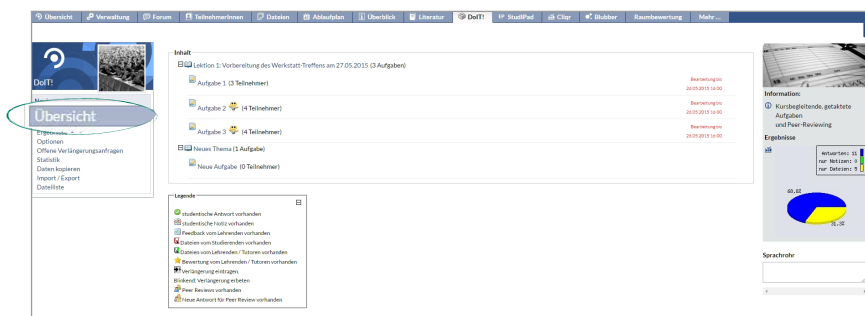 Übersicht Verwaltung Forum TeilnehmerInnen Dateien Ablaufplan Überblick Literatur DoIT! StudIPad Cliqr Blubber Raumbewertung Mehr ...
DoIT!
Übersicht
Optionen
Offene Verlängerungsanfragen
Statistik
Daten kopieren
Import / Export
Dateiliste
Inhalt
Lektion 1: Vorbereitung des Werkstatt-Treffens am 27.05.2015 (3 Aufgaben)
Aufgabe 1 (3 Teilnehmer)
Bearbeitung bis
26.05.2015 16:00
Aufgabe 2 (4 Teilnehmer)
Bearbeitung bis
26.05.2015 16:00
Aufgabe 3 (4 Teilnehmer)
Bearbeitung bis
26.05.2015 16:00
Neues Thema (1 Aufgabe)
Neue Aufgabe (0 Teilnehmer)
Legende
studentische Antwort vorhanden
studentische Notiz vorhanden
Feedback vom Lehrenden vorhanden
Dateien vom Studierenden vorhanden
Dateien vom Lehrenden / Tutoren vorhanden
Bewertung vom Lehrenden / Tutoren vorhanden
Verlängerung eintragen
Blinkend: Verlängerung erbeten
Peer Reviews vorhanden
Neue Antwort für Peer Review vorhanden
Information:
Kursbegleitende, getaktete
Aufgaben
und Peer-Reviewing
Ergebnisse
Antworten: 11
nur Notizen: 0
nur Dateien: 5
68,8%
31,3%
Sprachrohr